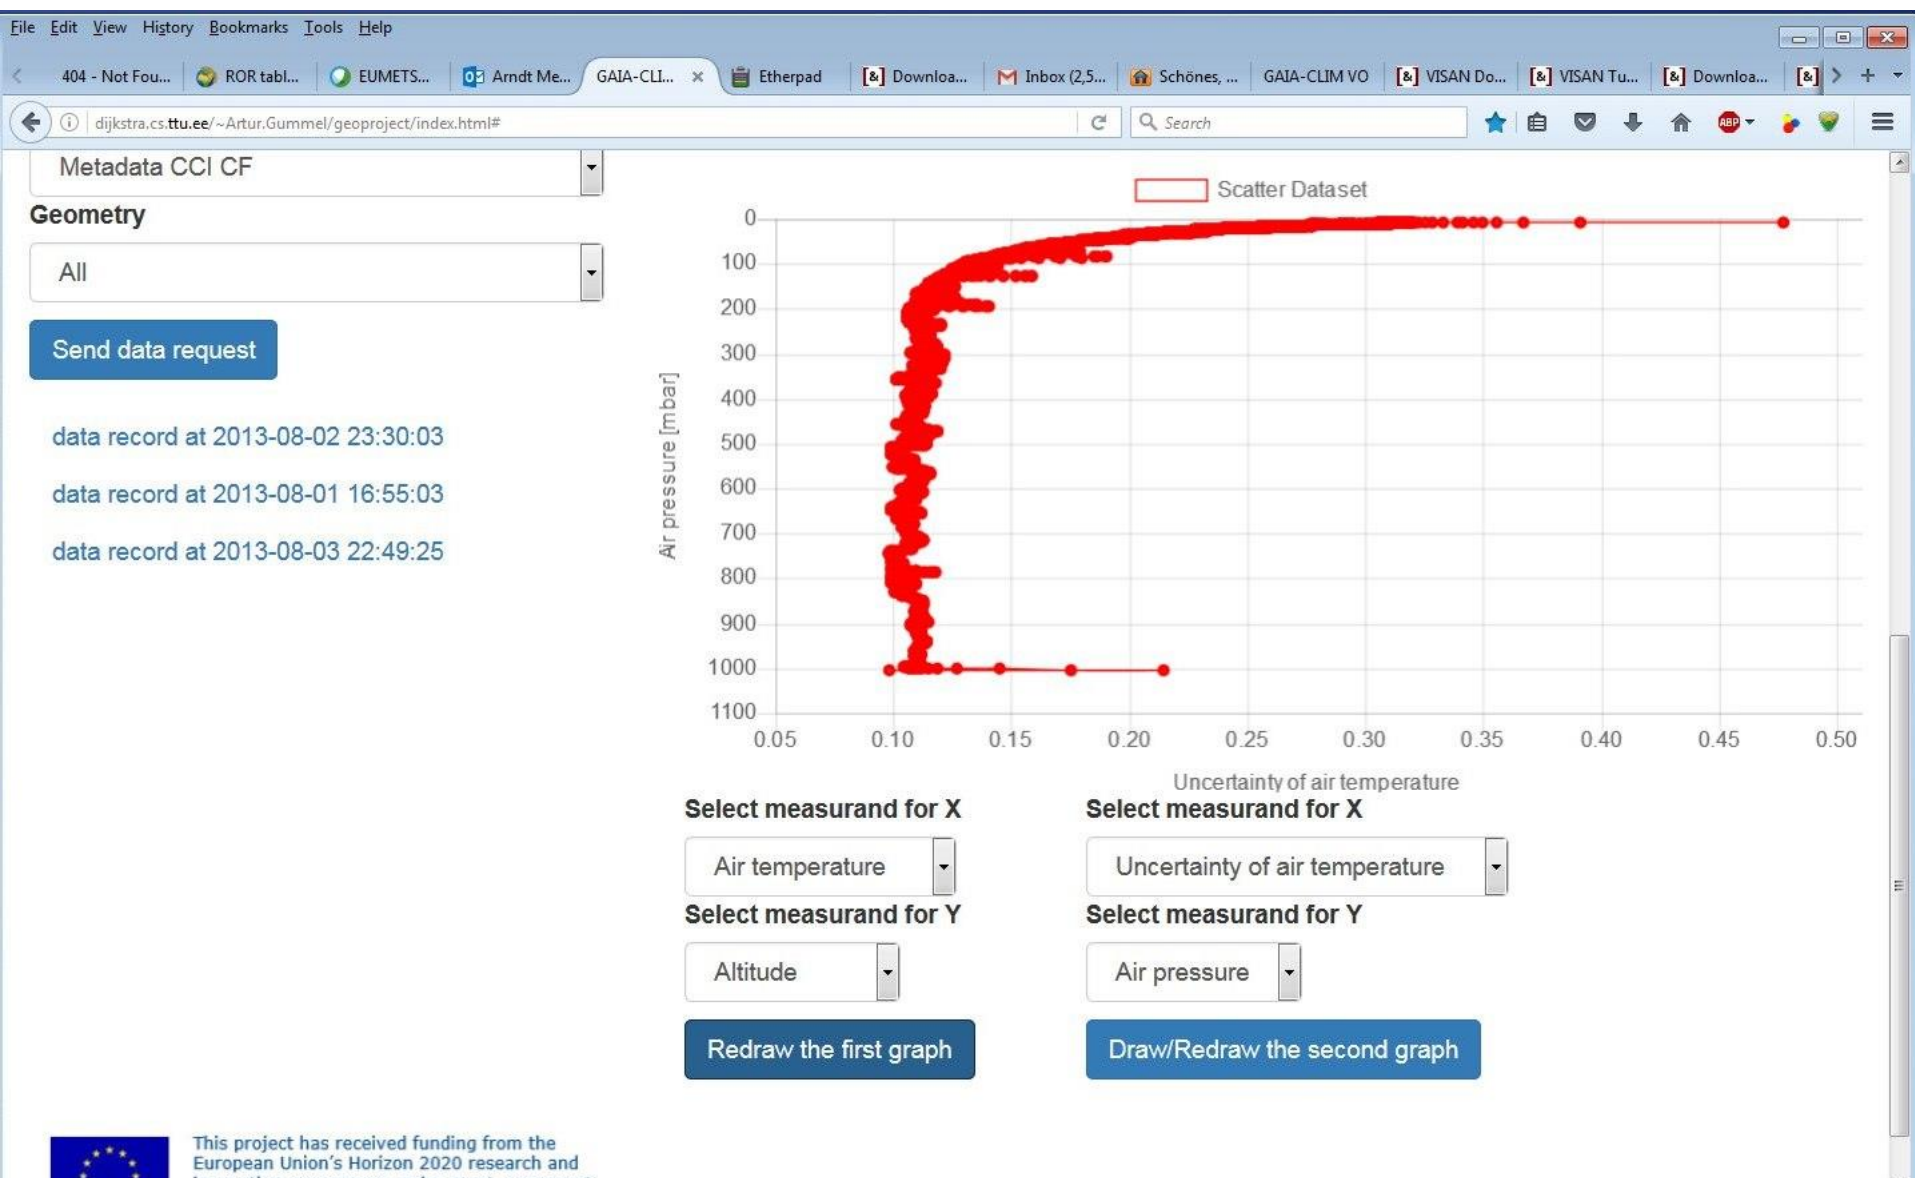 File Edit View History Bookmarks Tools Help
404 - Not Fou... ROR tabl... EUMETS... Arndt Me... GAIA-CLI... Etherpad Downloa... Inbox (2,5... Schönes, ... GAIA-CLIM VO VISAN Do... VISAN Tu... Downloa...
dijkstra.cs.ttu.ee/~Artur.Gummel/geoproject/index.html# Search ABP
Metadata CCI CF
Geometry
All
Send data request
data record at 2013-08-02 23:30:03
data record at 2013-08-01 16:55:03
data record at 2013-08-03 22:49:25
Scatter Dataset
0
100
200
300
400
500
600
700
800
900
1000
1100
Air pressure [mbar]
0.05 0.10 0.15 0.20 0.25 0.30 0.35 0.40 0.45 0.50
Uncertainty of air temperature
Select measurand for X Select measurand for X
Air temperature Uncertainty of air temperature
Select measurand for Y Select measurand for Y
Altitude Air pressure
Redraw the first graph Draw/Redraw the second graph
This project has received funding from the
European Union's Horizon 2020 research and